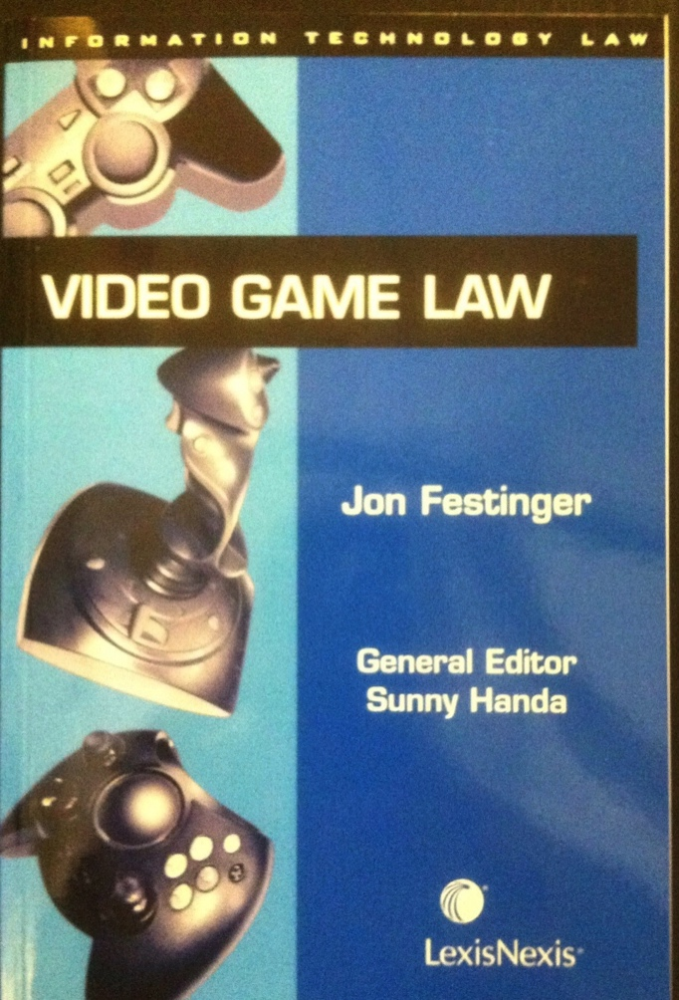 INFORMATION TECHNOLOGY LAW
VIDEO GAME LAW
Jon Festinger
General Editor
Sunny Handa
LexisNexis®